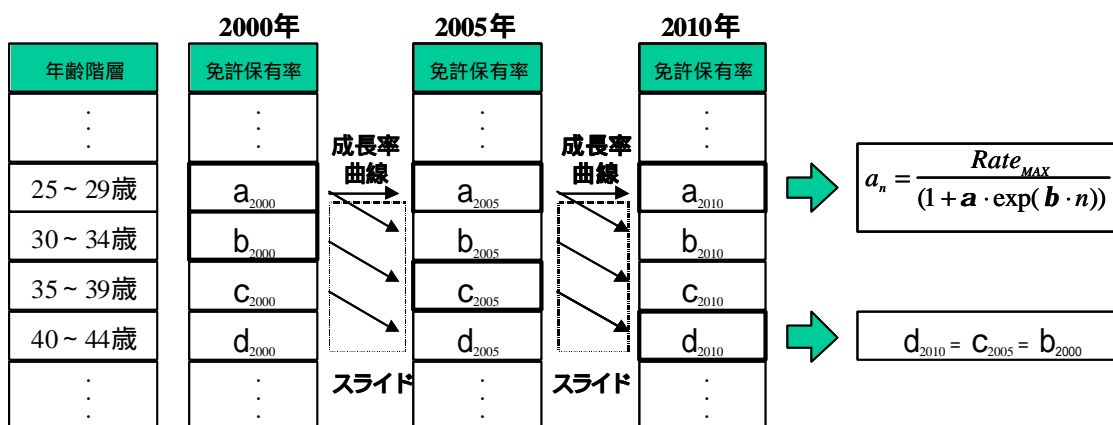 2000年 2005年 2010年
年齢階層 免許保有率 免許保有率 免許保有率
25～29歳 a2000 成長率曲線 a2005 成長率曲線 a2010 a_n = Rate_MAX / (1 + a · exp( b · n))
30～34歳 b2000 b2005 b2010
35～39歳 c2000 c2005 c2010
40～44歳 d2000 d2005 d2010 d2010 = c2005 = b2000
スライド スライド